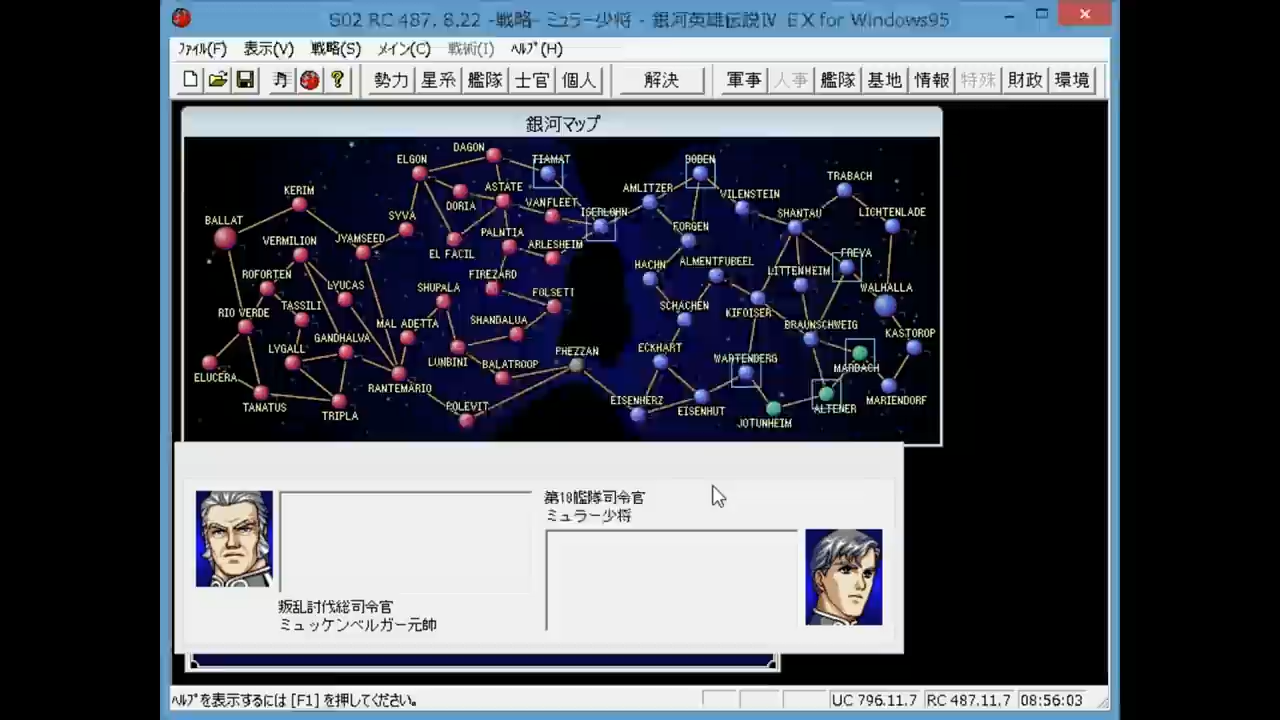 S02 RC 487. 8.22 -戦略- ミュラー少将 - 銀河英雄伝説Ⅳ EX for Windows95
ﾌｧｲﾙ(F) 表示(V) 戦略(S) メイン(C) 戦術(I) ﾍﾙﾌﾟ(H)
勢力 星系 艦隊 士官 個人 解決 軍事 人事 艦隊 基地 情報 特殊 財政 環境
銀河マップ
DAGON
ELGON
TIAMAT
BODEN
TRABACH
KERIM
ASTATE
AMLITZER
VILENSTEIN
DORIA
VANFLEET
IGERLOHN
SHANTAU
LICHTENLADE
BALLAT
SYVA
PALNTIA
FORGEN
VERMILION
JYAMSEED
EL FACIL
ARLESHEIM
FREYA
HACHN
ALMENTFUBEEL
LITTENHEIM
ROFORTEN
LYUCAS
SHUPALA
FIREZARD
FOLSETI
WALHALLA
RIO VERDE
TASSILI
SCHACHEN
KIFOISER
MAL ADETTA
SHANDALUA
BRAUNSCHWEIG
KASTOROP
LVGALL
GANDHALVA
LUNBINI
BALATROOP
PHEZZAN
ECKHART
WARTENBERG
MARBACH
ELUCERA
RANTEMARIO
TANATUS
TRIPLA
POLEVIT
EISENHERZ
EISENHUT
JOTUNHEIM
ALTENER
MARIENDORF
第18艦隊司令官
ミュラー少将
叛乱討伐総司令官
ミュッケンベルガー元帥
ﾍﾙﾌﾟを表示するには [F1] を押してください。 UC 796.11.7 RC 487.11.7 08:56:03